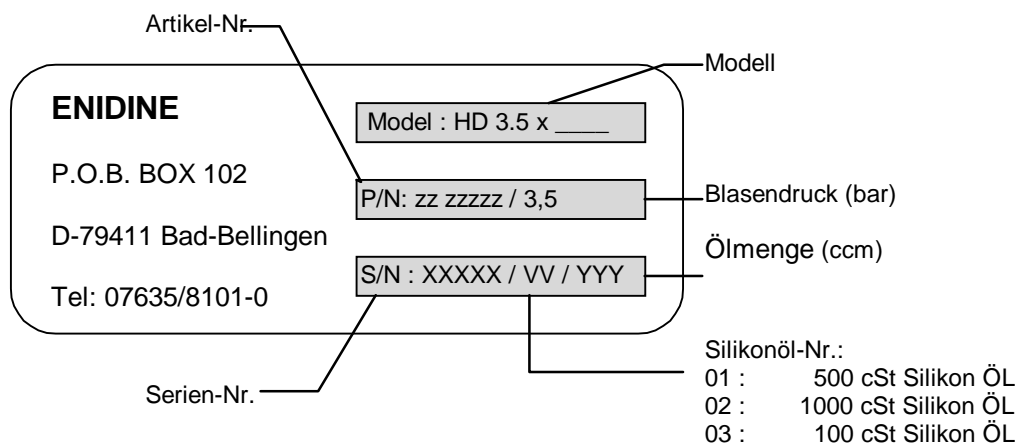 Artikel-Nr.
Modell
ENIDINE
Model : HD 3.5 x ____
P.O.B. BOX 102
P/N: zz zzzzz / 3,5
Blasendruck (bar)
D-79411 Bad-Bellingen
Ölmenge (ccm)
S/N : XXXXX / VV / YYY
Tel: 07635/8101-0
Silikonöl-Nr.:
Serien-Nr.
01 : 500 cSt Silikon ÖL
02 : 1000 cSt Silikon ÖL
03 : 100 cSt Silikon ÖL